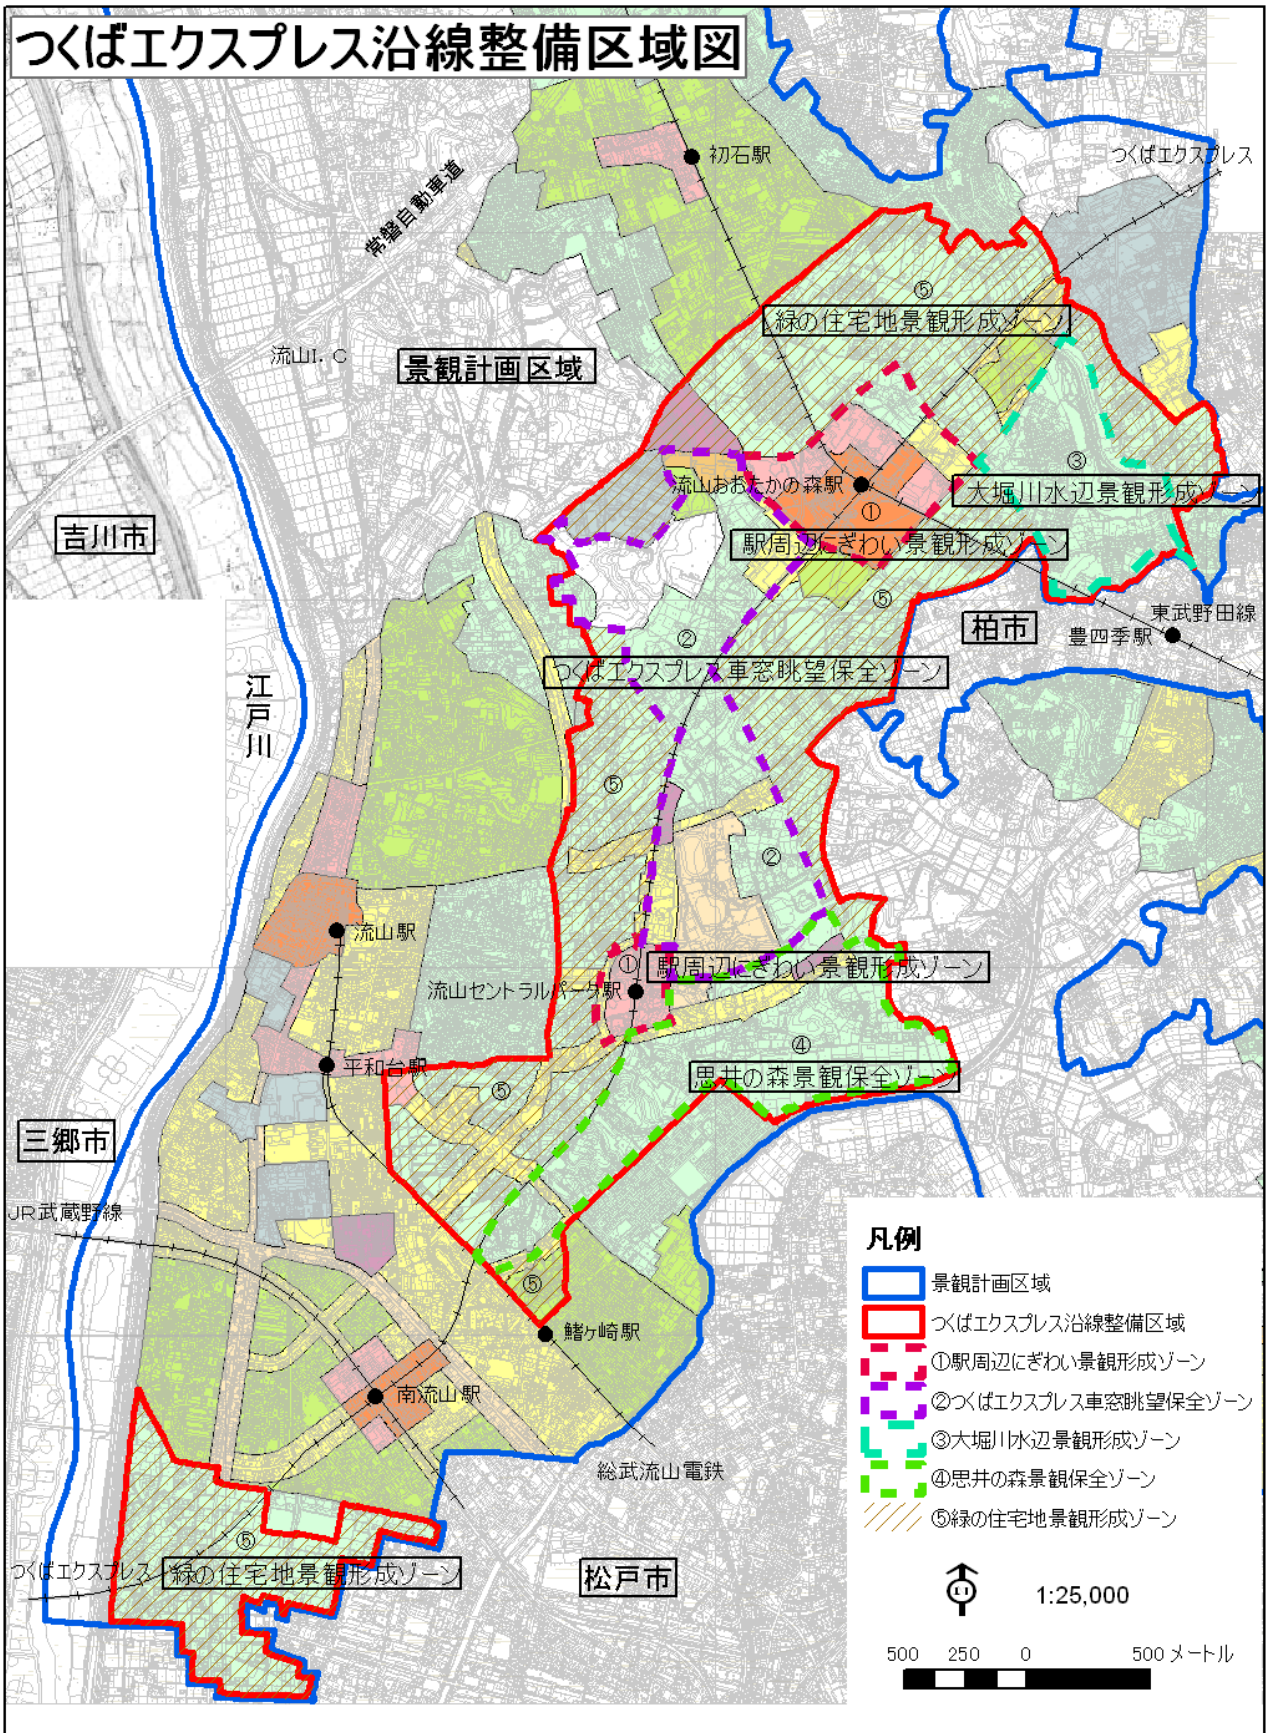 つくばエクスプレス沿線整備区域図
初石駅
つくばエクスプレス
常磐自動車道
⑤
緑の住宅地景観形成ゾーン
流山I.C
景観計画区域
③
大堀川水辺景観形成ゾーン
流山おおたかの森駅
①
駅周辺にぎわい景観形成ゾーン
吉川市
⑤
柏市
東武野田線
豊四季駅
②
つくばエクスプレス車窓眺望保全ゾーン
江戸川
⑤
②
流山駅
①
駅周辺にぎわい景観形成ゾーン
流山セントラルパーク駅
④
思井の森景観保全ゾーン
平和台駅
⑤
三郷市
JR武蔵野線
⑤
鰭ヶ崎駅
南流山駅
総武流山電鉄
⑤
つくばエクスプレス
緑の住宅地景観形成ゾーン
松戸市
凡例
景観計画区域
つくばエクスプレス沿線整備区域
①駅周辺にぎわい景観形成ゾーン
②つくばエクスプレス車窓眺望保全ゾーン
③大堀川水辺景観形成ゾーン
④思井の森景観保全ゾーン
⑤緑の住宅地景観形成ゾーン
1:25,000
500 250 0 500 メートル